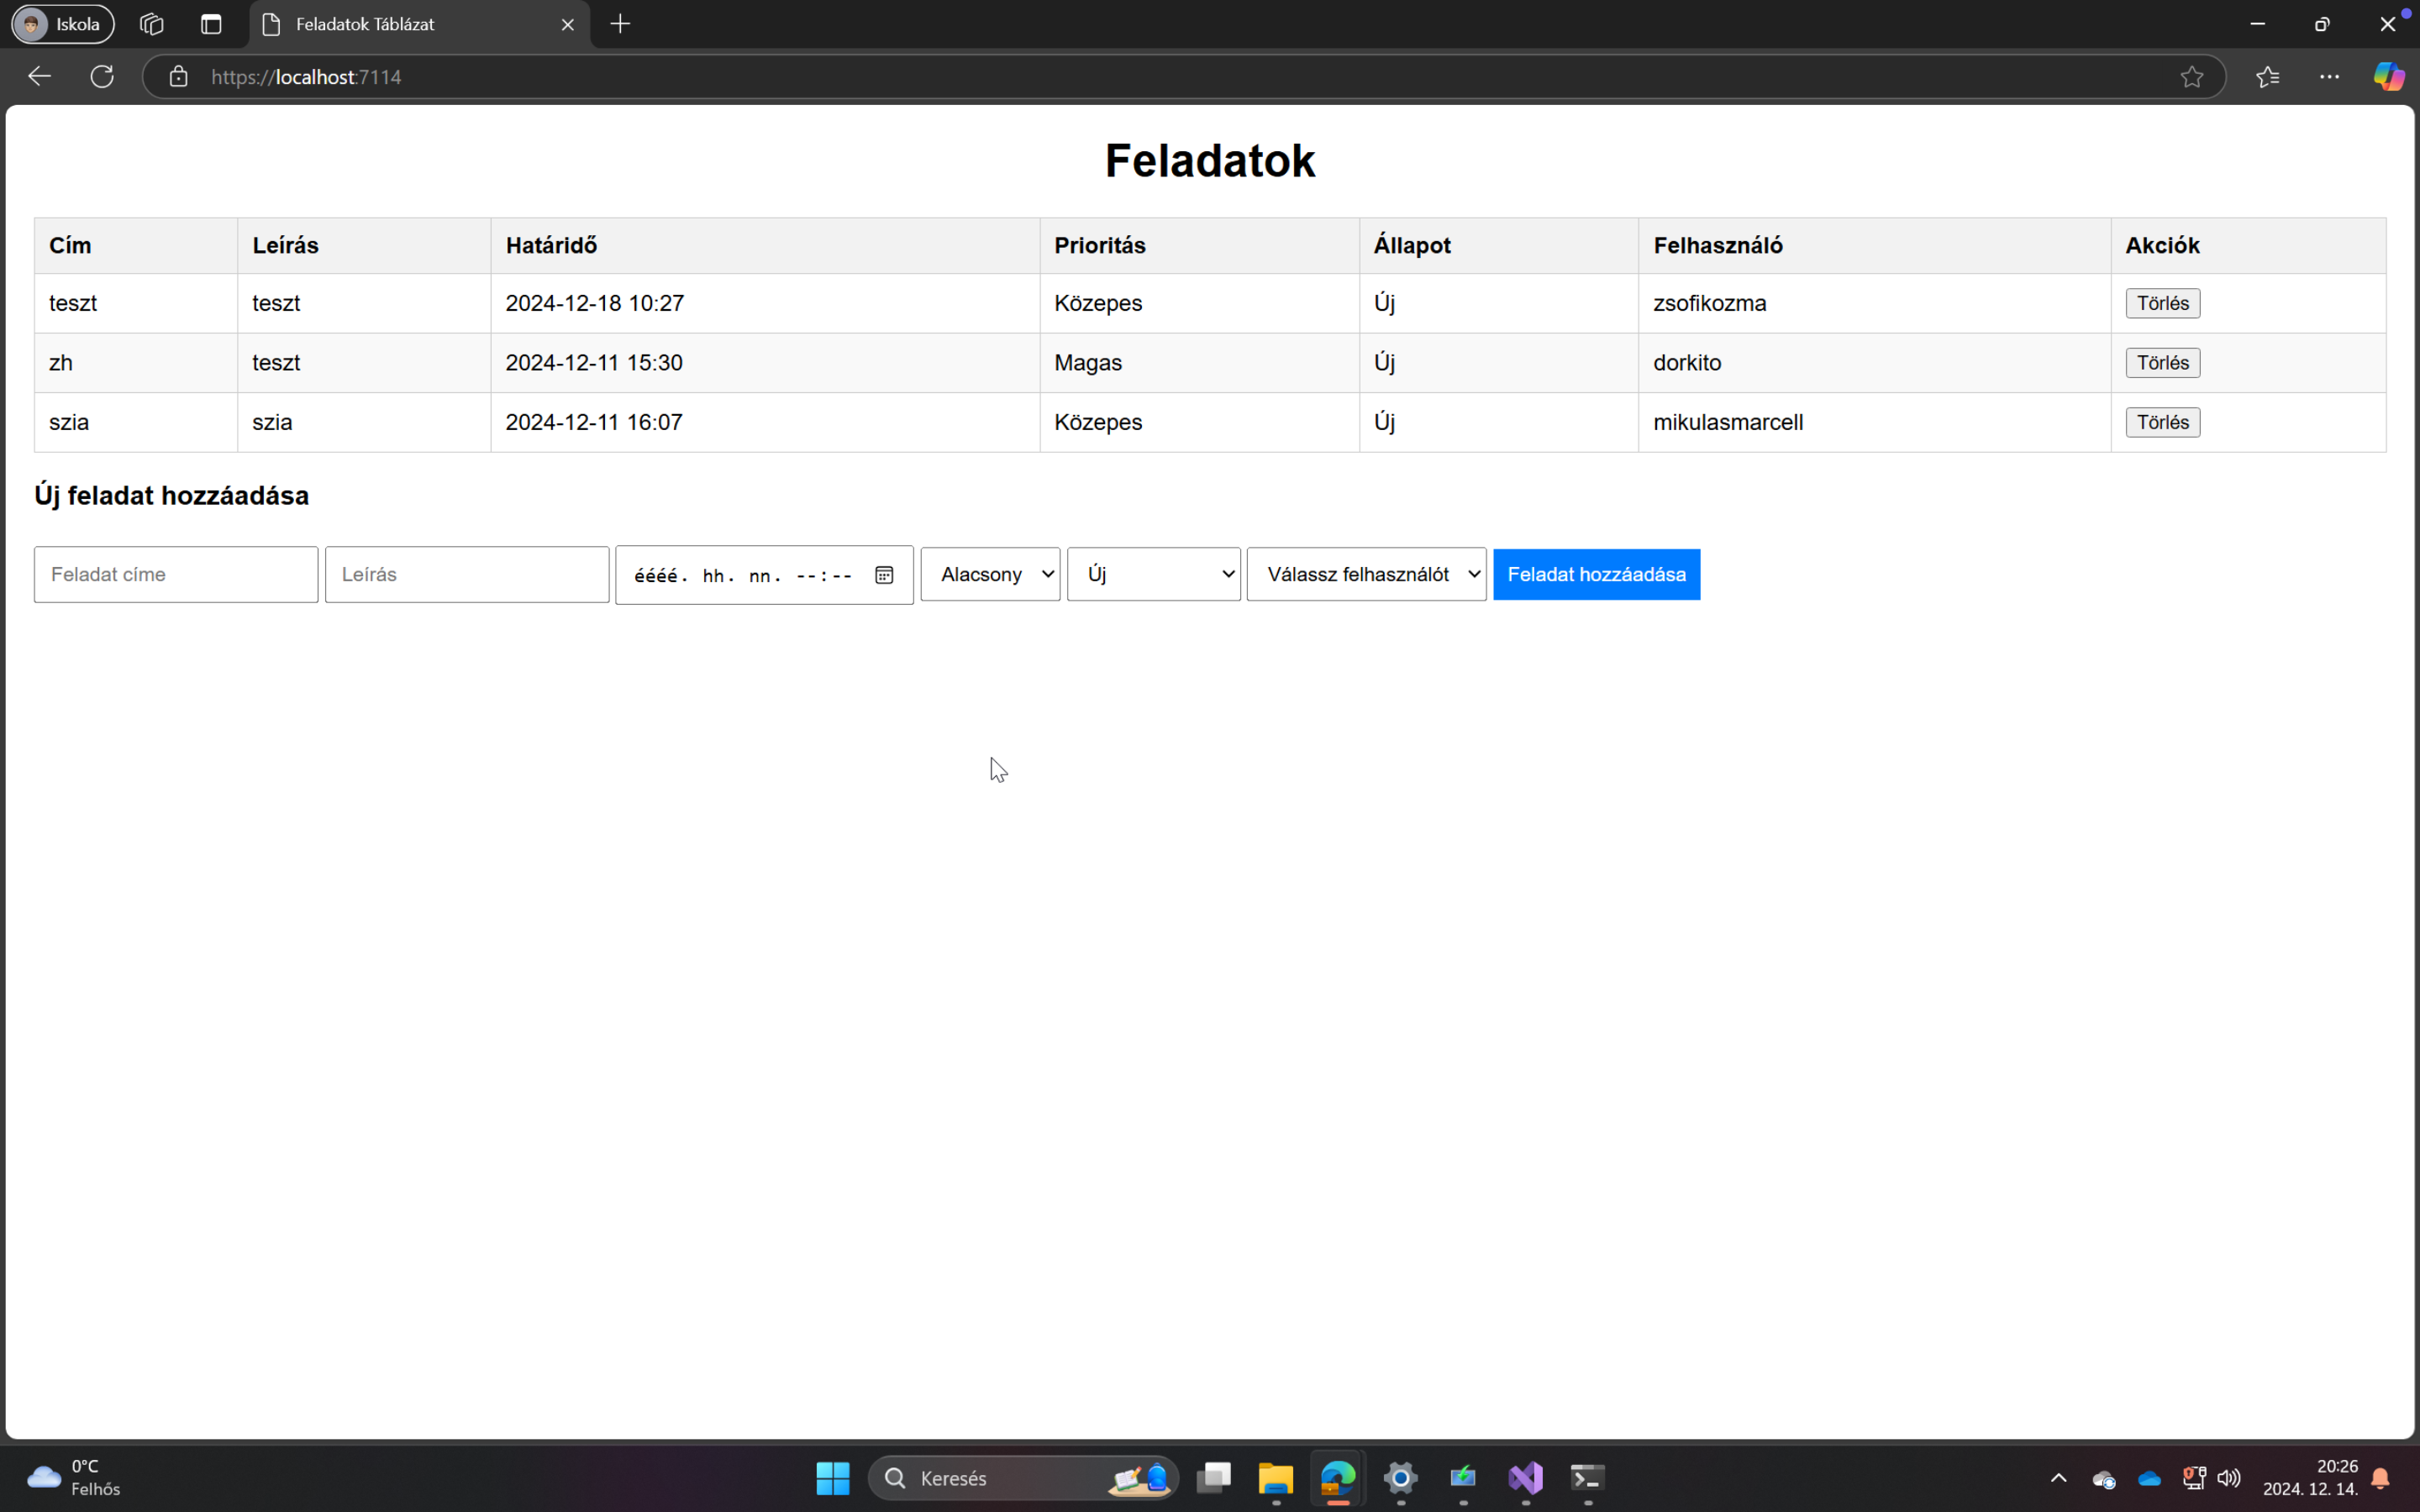 Iskola
Feladatok Táblázat
https://localhost:7114
Feladatok
Cím Leírás Határidő Prioritás Állapot Felhasználó Akciók
teszt teszt 2024-12-18 10:27 Közepes Új zsofikozma Törlés
zh teszt 2024-12-11 15:30 Magas Új dorkito Törlés
szia szia 2024-12-11 16:07 Közepes Új mikulasmarcell Törlés
Új feladat hozzáadása
Feladat címe Leírás éééé. hh. nn. --:-- Alacsony Új Válassz felhasználót Feladat hozzáadása
0°C
Felhős
Keresés
20:26
2024. 12. 14.